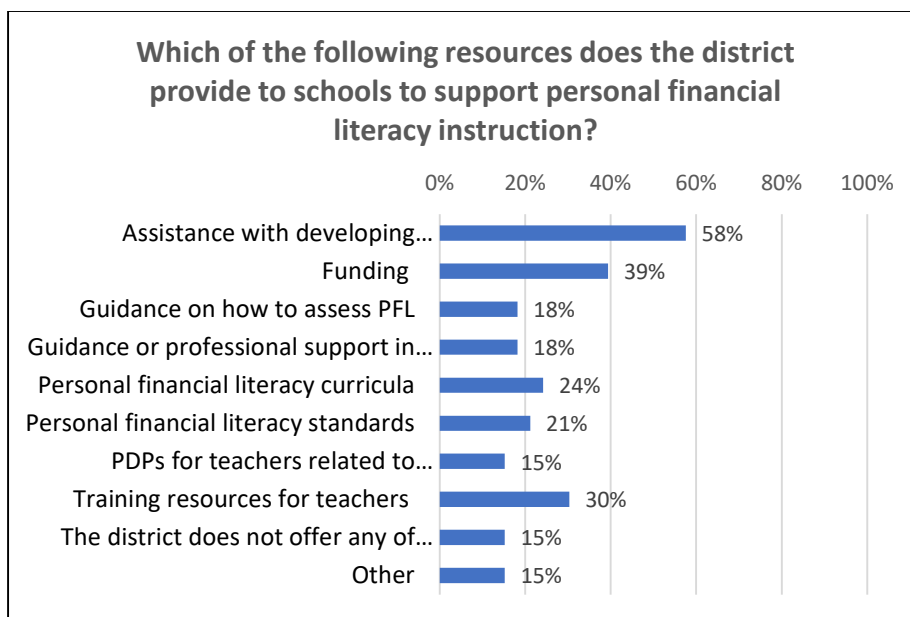 Which of the following resources does the district
provide to schools to support personal financial
literacy instruction?
0% 20% 40% 60% 80% 100%
Assistance with developing... 58%
Funding 39%
Guidance on how to assess PFL 18%
Guidance or professional support in... 18%
Personal financial literacy curricula 24%
Personal financial literacy standards 21%
PDPs for teachers related to... 15%
Training resources for teachers 30%
The district does not offer any of... 15%
Other 15%